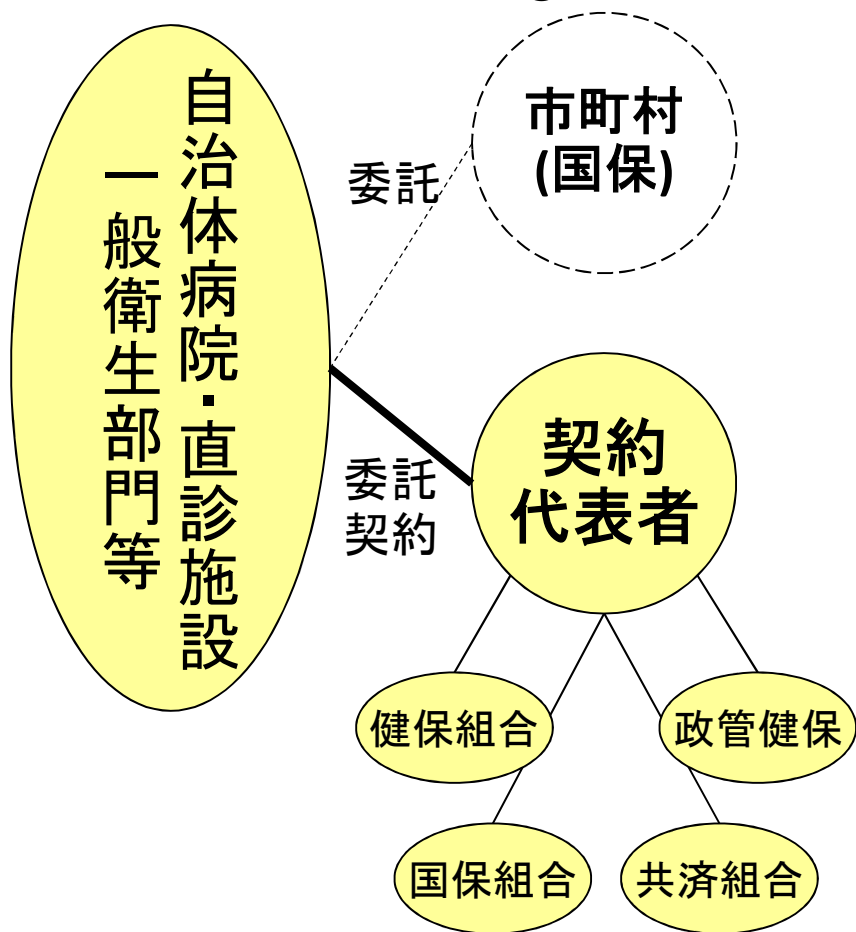 自治体病院・直診施設
一般衛生部門等
委託
市町村
(国保)
委託
契約
契約
代表者
健保組合
政管健保
国保組合
共済組合